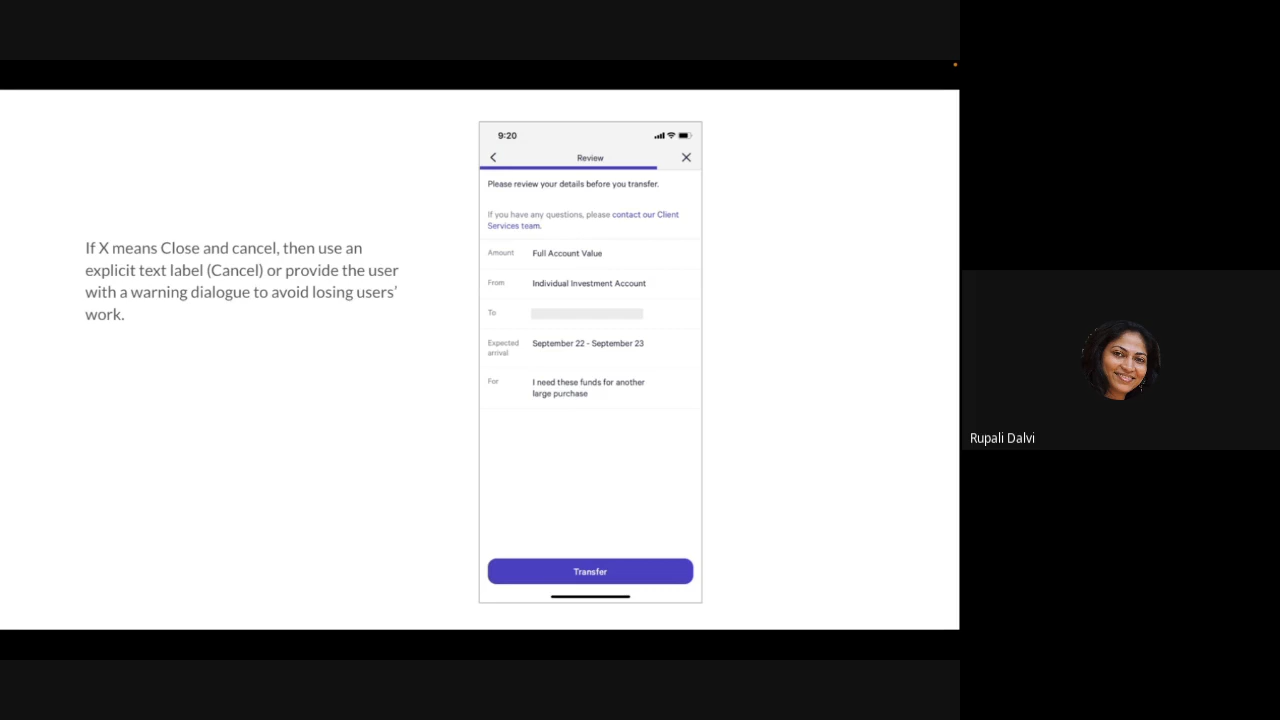 If X means Close and cancel, then use an
explicit text label (Cancel) or provide the user
with a warning dialogue to avoid losing users’
work.
9:20
Review
Please review your details before you transfer.
If you have any questions, please contact our Client
Services team.
Amount Full Account Value
From Individual Investment Account
To
Expected September 22 - September 23
arrival
For I need these funds for another
large purchase
Transfer
Rupali Dalvi